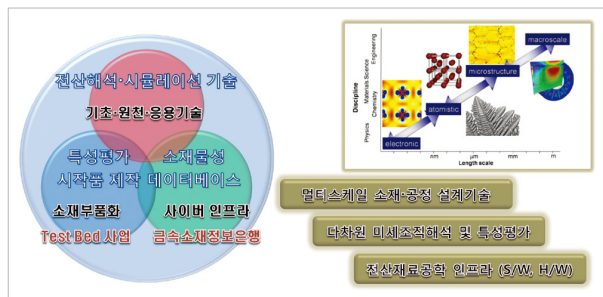 전산해석·시뮬레이션 기술
기초·원천·응용기술
특성평가 소재물성
시작품 제작 데이터베이스
소재부품화 사이버 인프라
Test Bed 사업 금속소재정보은행
Discipline
Engineering
Materials Science
Chemistry
Physics
macroscale
microstructure
atomistic
electronic
nm μm mm m
Length scale
멀티스케일 소재·공정 설계기술
다차원 미세조직해석 및 특성평가
전산재료공학 인프라 (S/W, H/W)